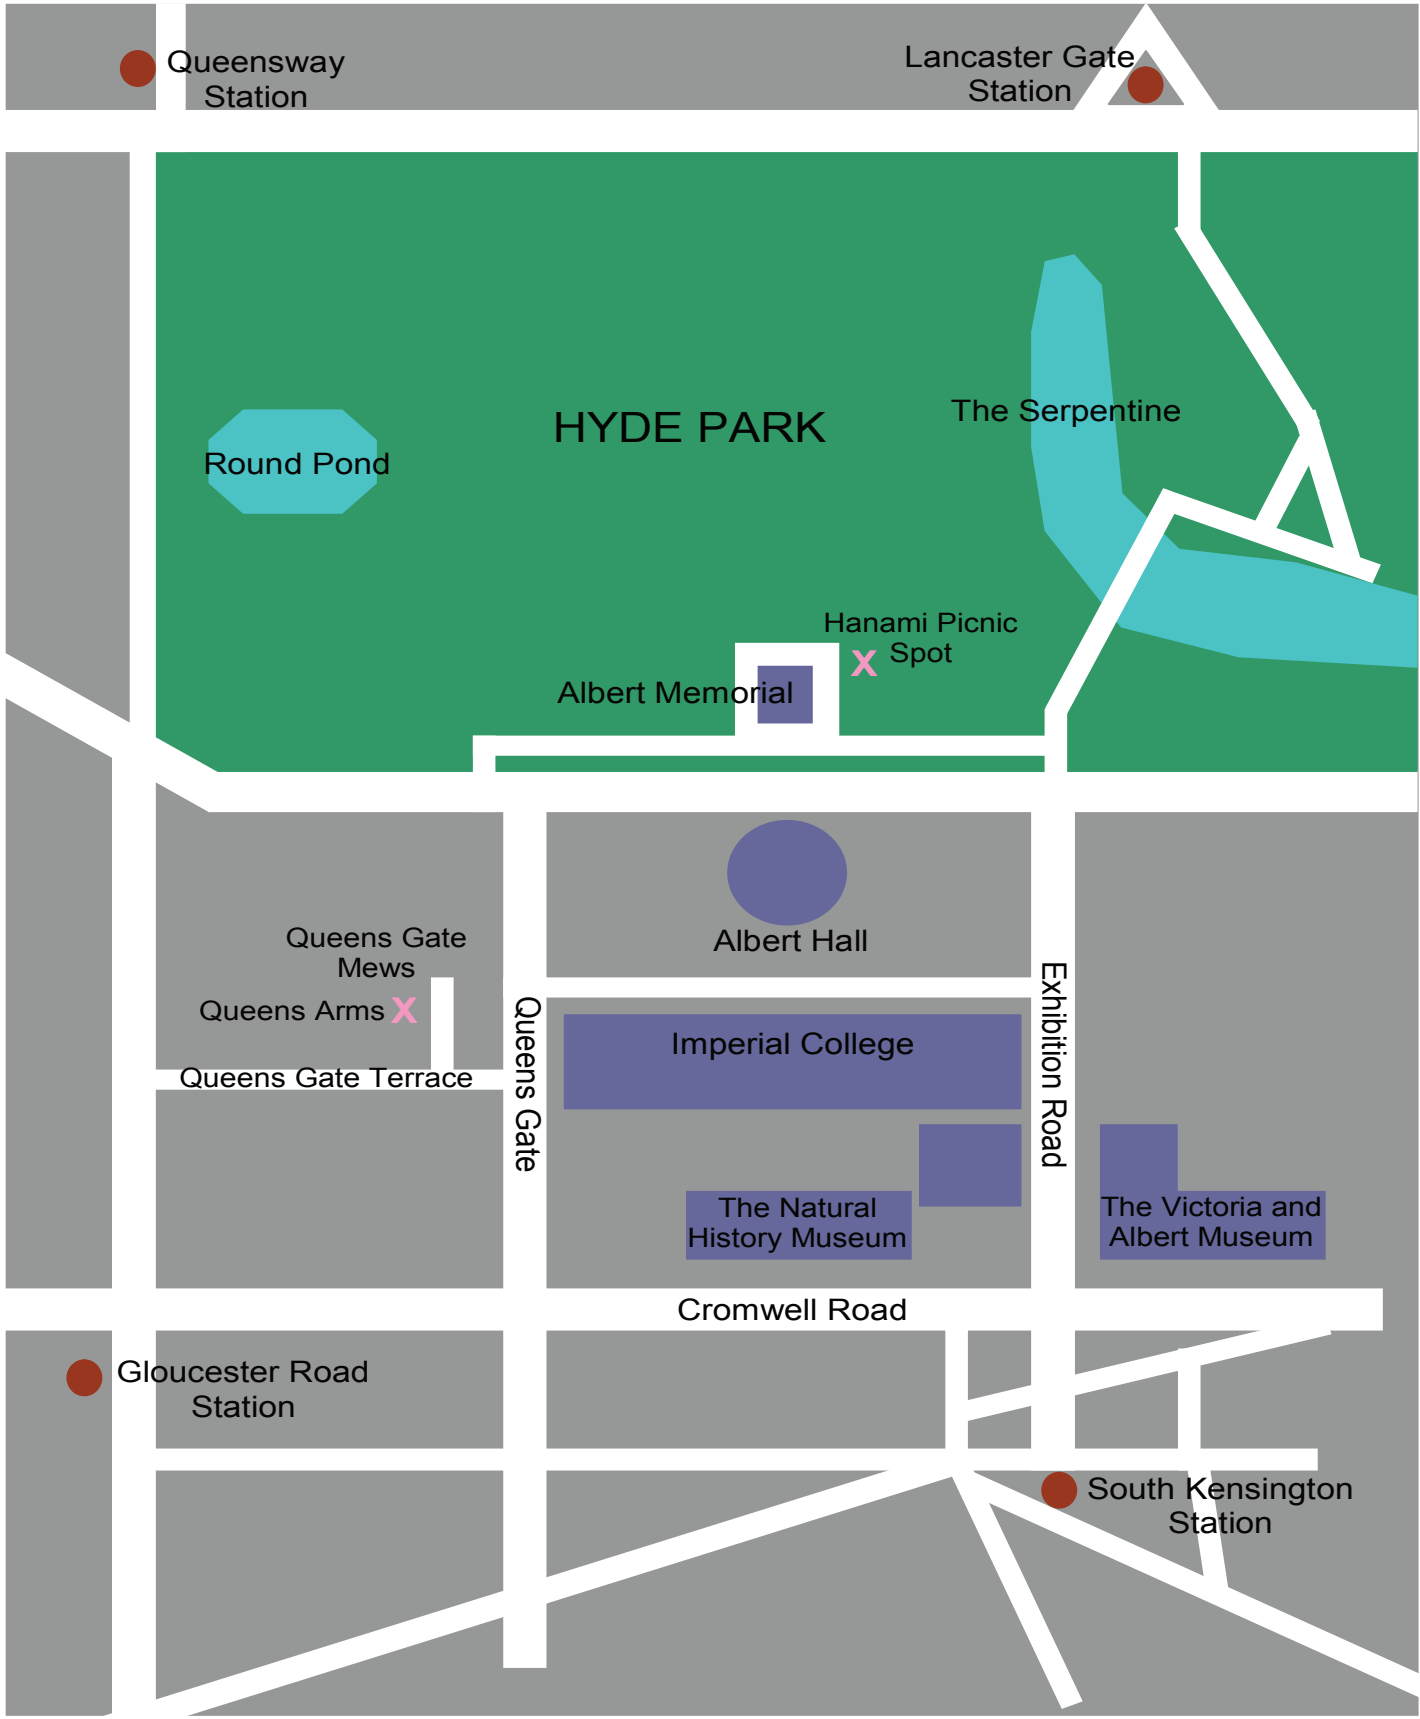 Queensway
Station
Lancaster Gate
Station
HYDE PARK
The Serpentine
Round Pond
Hanami Picnic
X Spot
Albert Memorial
Albert Hall
Queens Gate
Mews
Queens Arms X
Queens Gate Terrace
Queens Gate
Imperial College
Exhibition Road
The Natural
History Museum
The Victoria and
Albert Museum
Cromwell Road
Gloucester Road
Station
South Kensington
Station